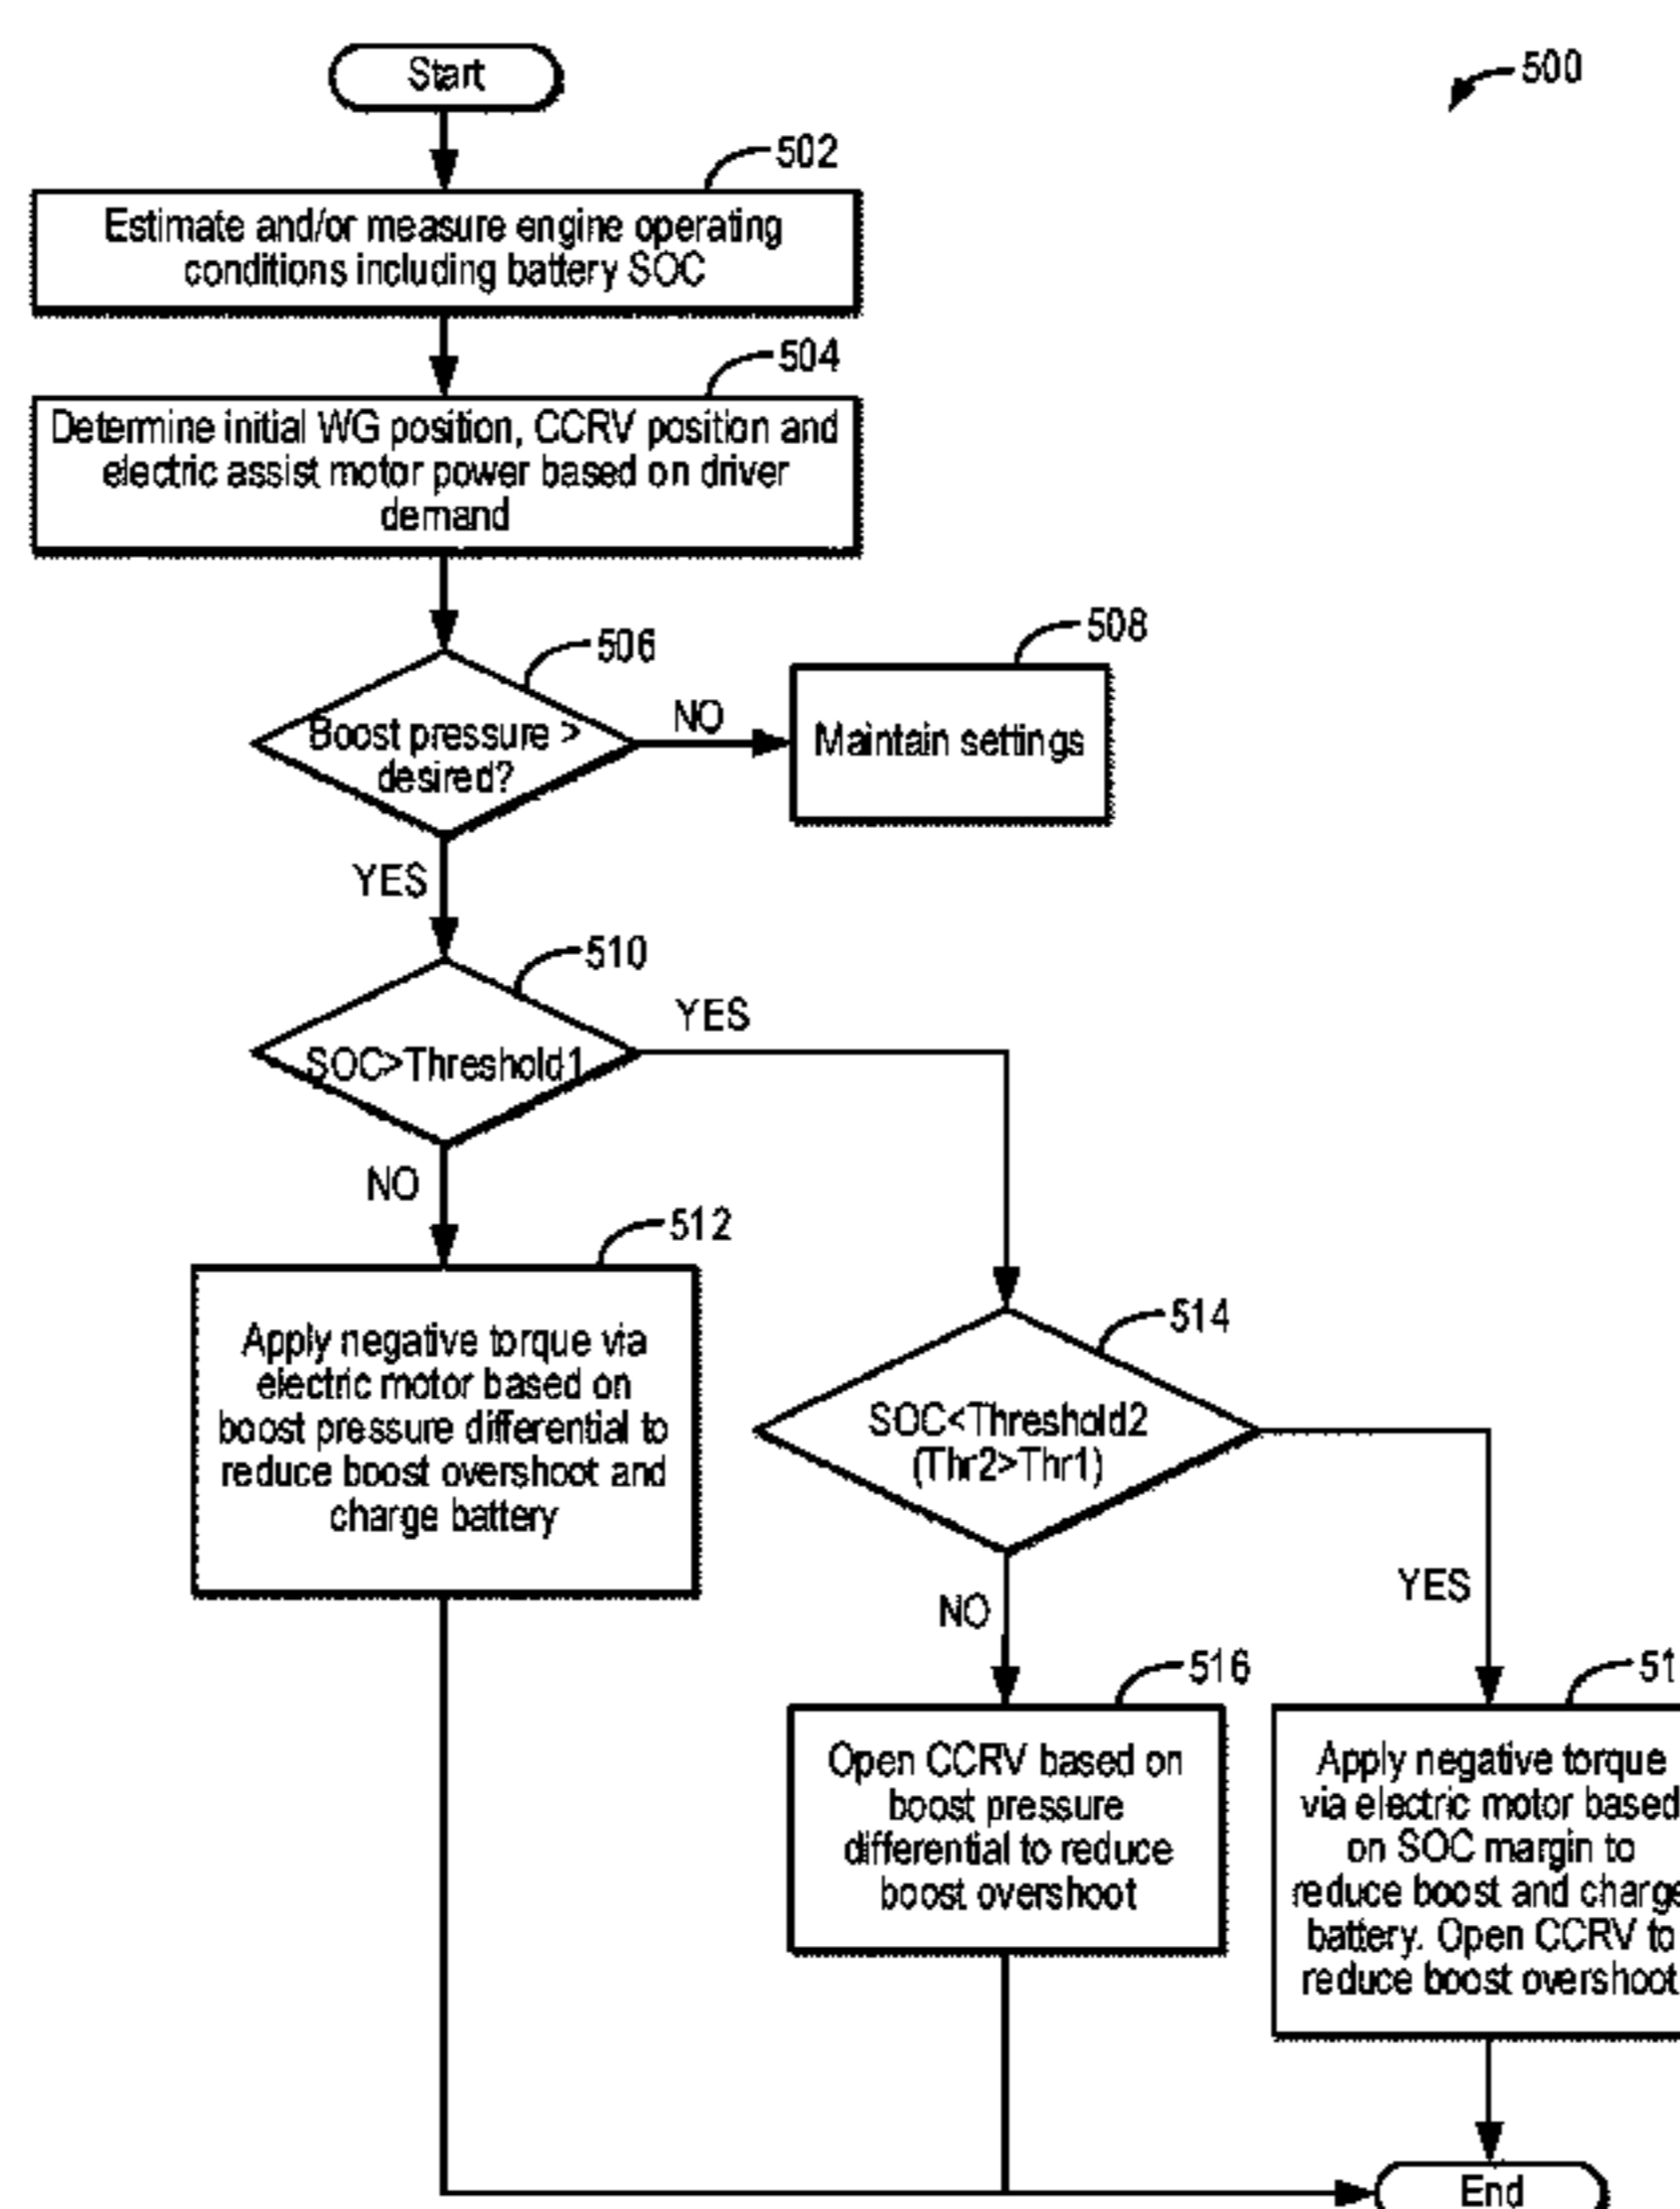 Start
500
502
Estimate and/or measure engine operating
conditions including battery SOC
504
Determine initial WG position, CCRV position and
electric assist motor power based on driver
demand
506
Boost pressure >
desired?
NO
508
Maintain settings
YES
510
SOC>Threshold1
YES
NO
512
Apply negative torque via
electric motor based on
boost pressure differential to
reduce boost overshoot and
charge battery
514
SOC<Threshold2
(Thr2>Thr1)
NO
YES
516
Open CCRV based on
boost pressure
differential to reduce
boost overshoot
51
Apply negative torque
via electric motor based
on SOC margin to
reduce boost and charge
battery. Open CCRV to
reduce boost overshoot
End